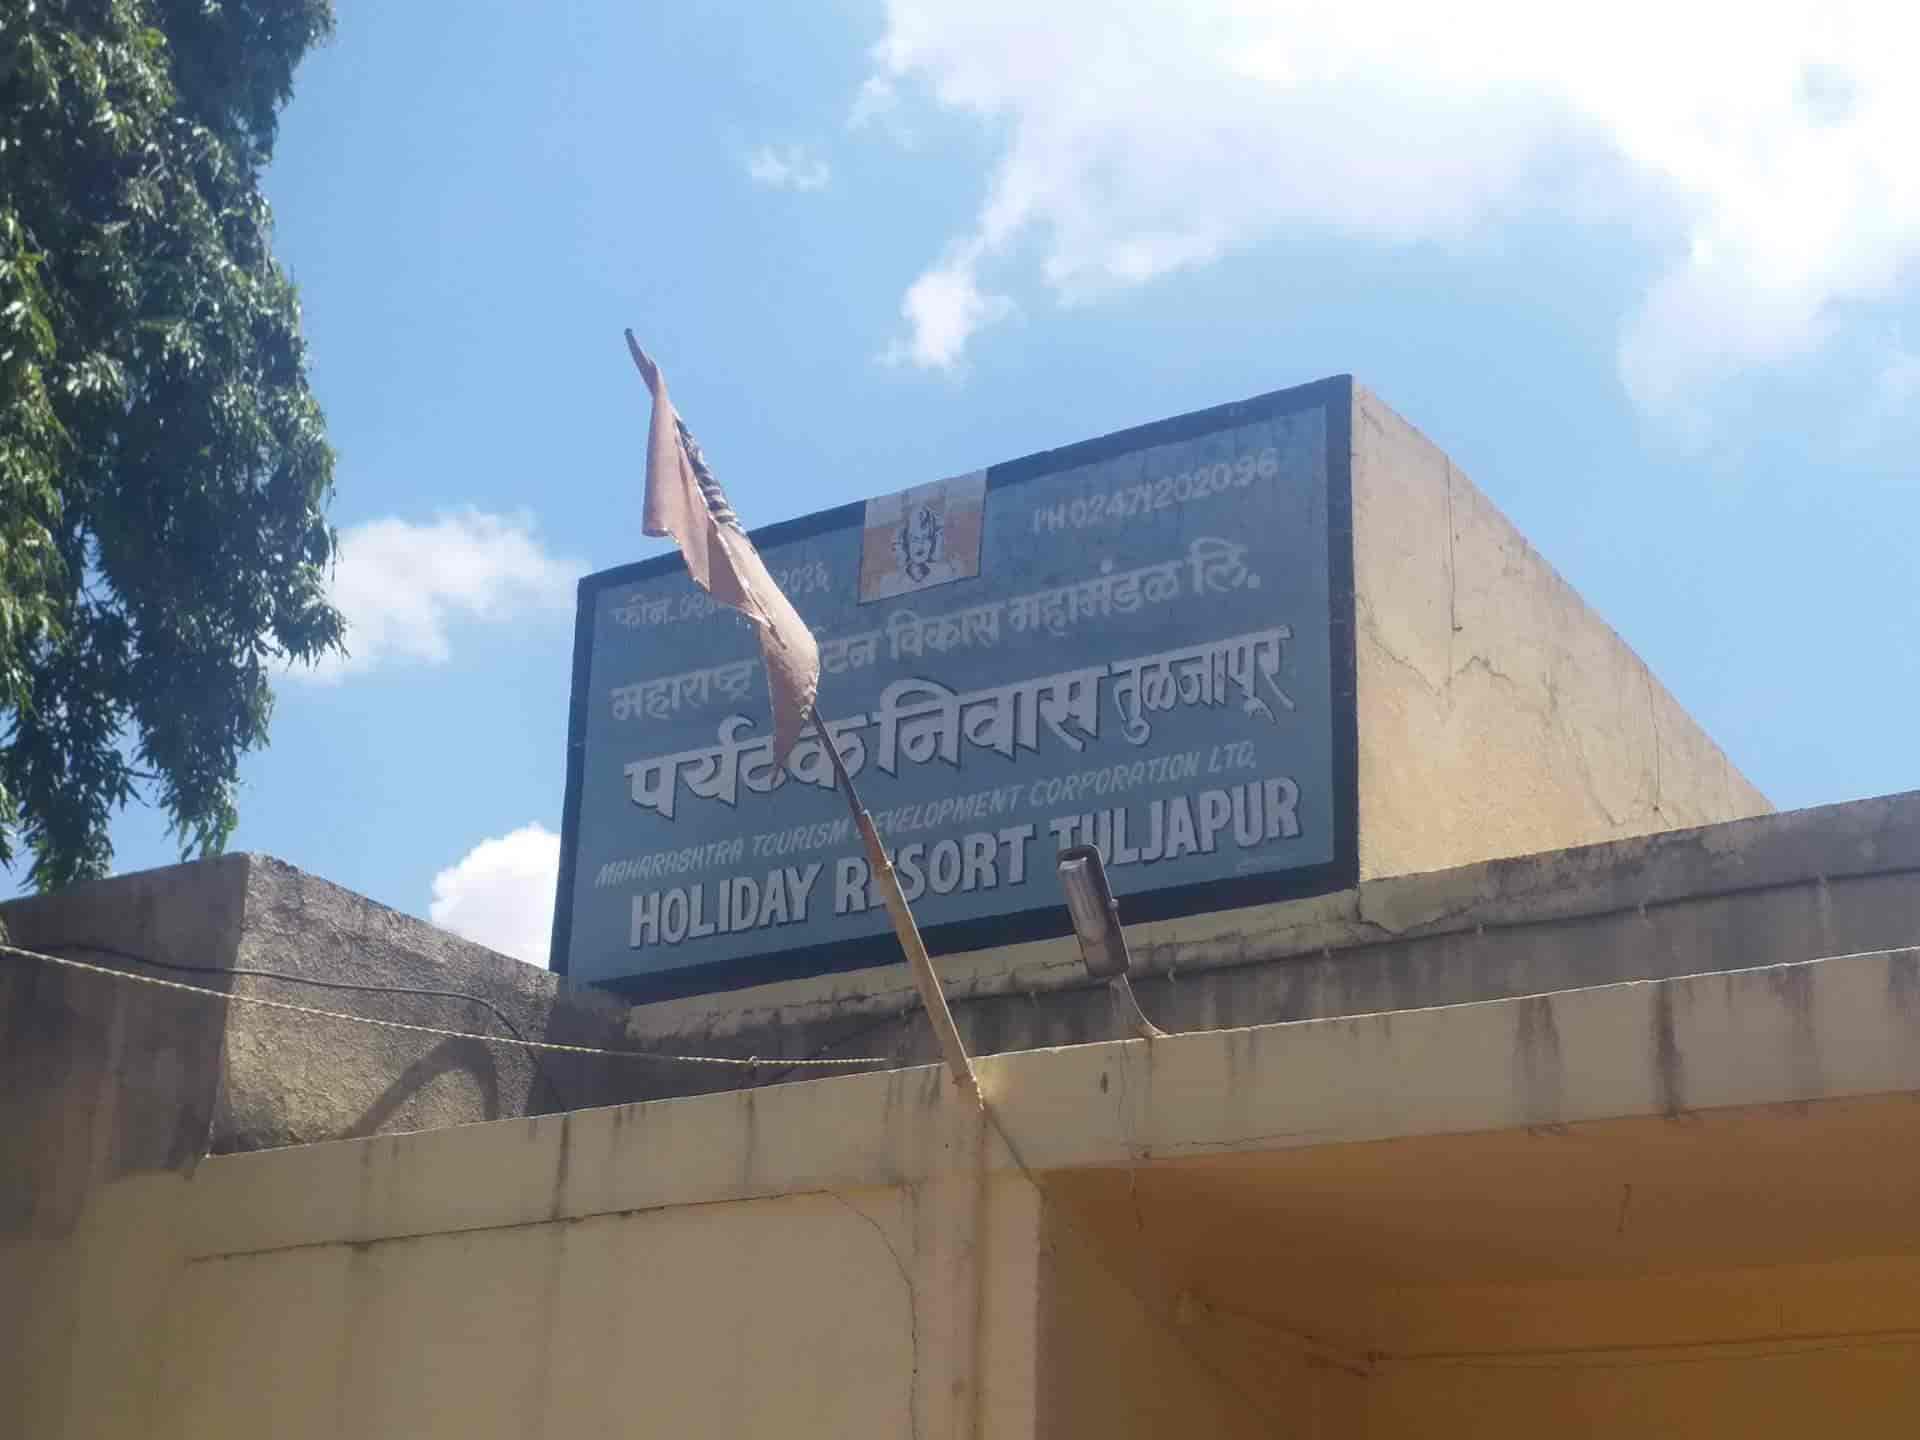 फोन. PH.02471202096
महाराष्ट्र विकास महामंडळ लि.
पर्यटक निवास तुळजापूर
MAHARASHTRA TOURISM DEVELOPMENT CORPORATION LTD.
HOLIDAY RESORT TULJAPUR